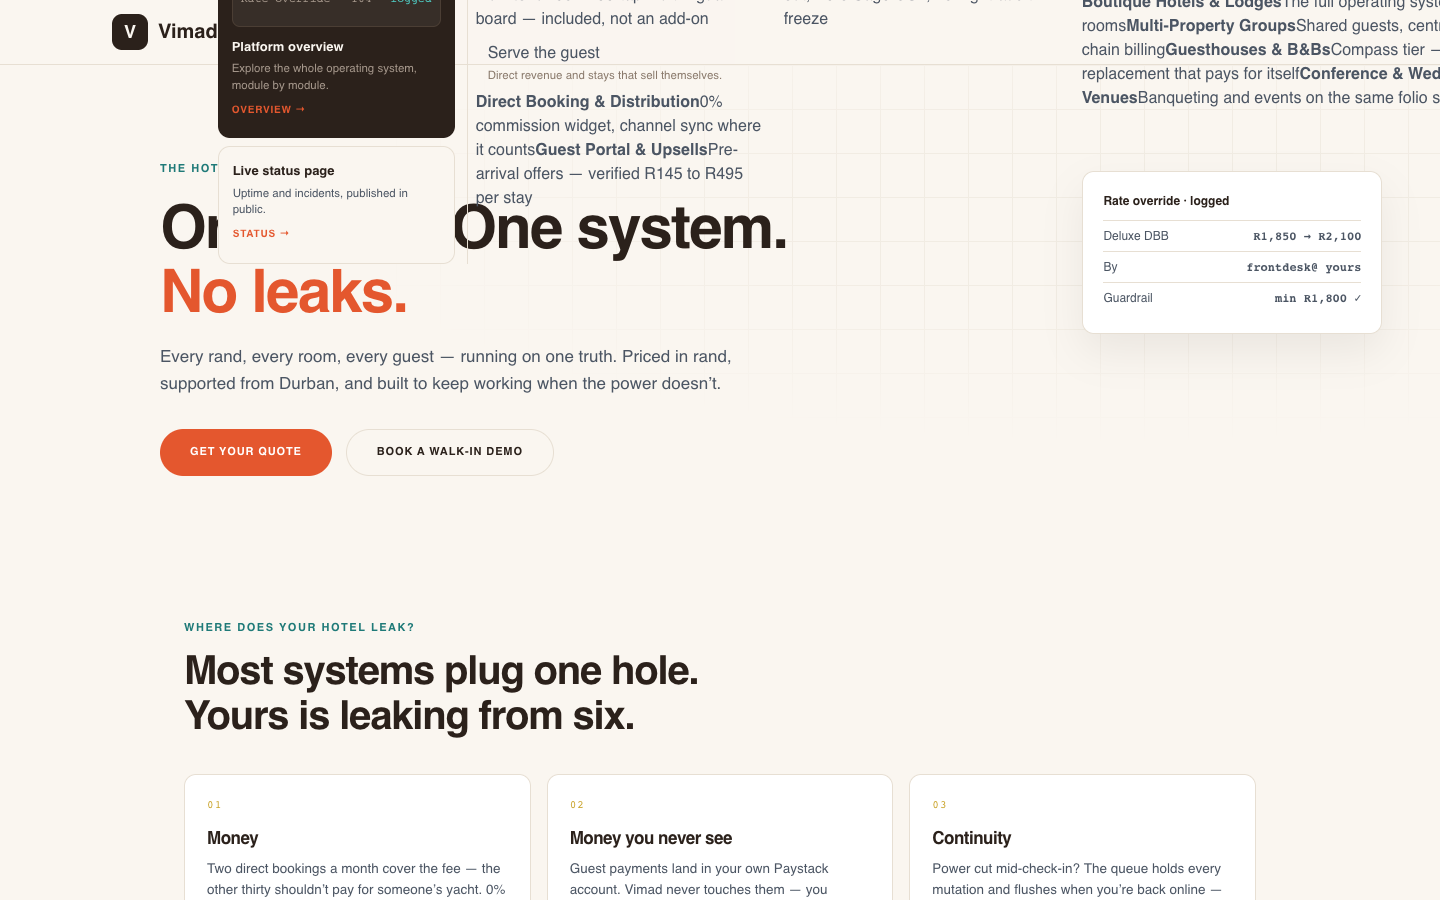 V Vimad
Platform overview
Explore the whole operating system,
module by module.
OVERVIEW →
Live status page
Uptime and incidents, published in
public.
STATUS →
board — included, not an add-on
freeze
Serve the guest
Direct revenue and stays that sell themselves.
Direct Booking & Distribution0%
commission widget, channel sync where
it countsGuest Portal & UpsellsPre-
arrival offers — verified R145 to R495
per stay
Boutique Hotels & LodgesThe full operating
roomsMulti-Property GroupsShared guests,
chain billingGuesthouses & B&BsCompass tier —
replacement that pays for itselfConference &
VenuesBanqueting and events on the same folio
THE
One system.
No leaks.
Every rand, every room, every guest — running on one truth. Priced in rand,
supported from Durban, and built to keep working when the power doesn’t.
GET YOUR QUOTE
BOOK A WALK-IN DEMO
Rate override · logged
Deluxe DBB R1,850 → R2,100
By frontdesk@ yours
Guardrail min R1,800 ✓
WHERE DOES YOUR HOTEL LEAK?
Most systems plug one hole.
Yours is leaking from six.
01
Money
Two direct bookings a month cover the fee — the
other thirty shouldn’t pay for someone’s yacht. 0%
02
Money you never see
Guest payments land in your own Paystack
account. Vimad never touches them — you
03
Continuity
Power cut mid-check-in? The queue holds every
mutation and flushes when you’re back online —